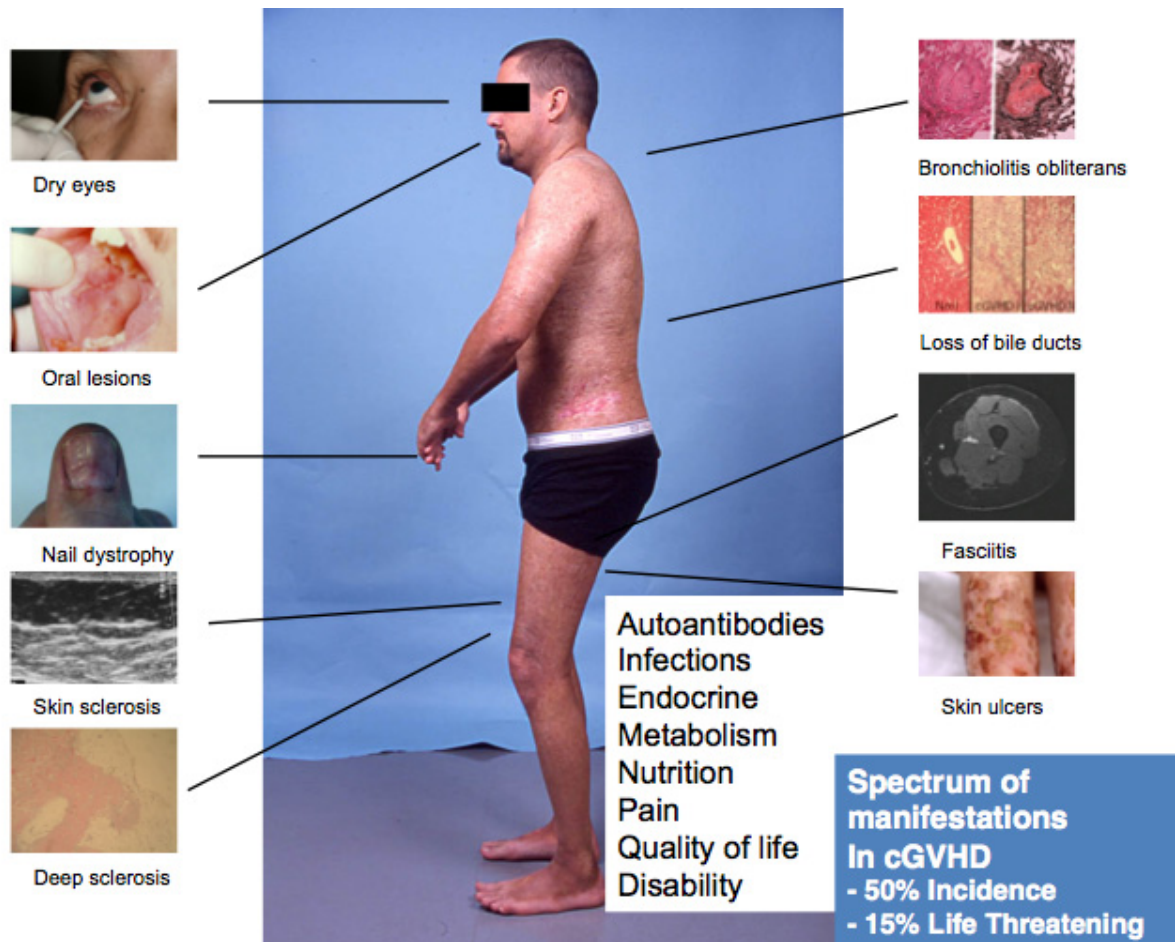 Dry eyes
Oral lesions
Nail dystrophy
Skin sclerosis
Deep sclerosis
Bronchiolitis obliterans
Loss of bile ducts
Fasciitis
Skin ulcers
Autoantibodies
Infections
Endocrine
Metabolism
Nutrition
Pain
Quality of life
Disability
Spectrum of
manifestations
In cGVHD
- 50% Incidence
- 15% Life Threatening